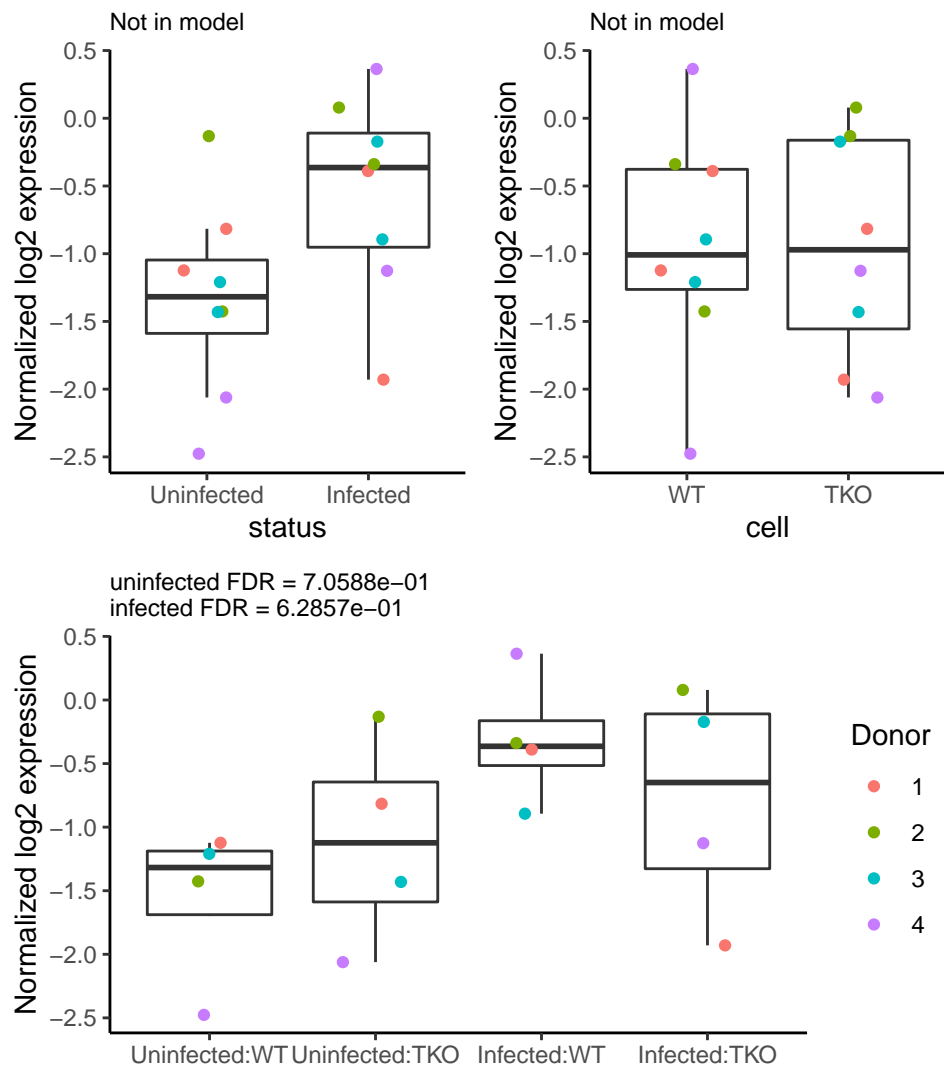 Not in model
Normalized log2 expression
0.5
0.0
−0.5
−1.0
−1.5
−2.0
−2.5
Uninfected Infected
status
Not in model
Normalized log2 expression
0.5
0.0
−0.5
−1.0
−1.5
−2.0
−2.5
WT TKO
cell
uninfected FDR = 7.0588e−01
infected FDR = 6.2857e−01
Normalized log2 expression
0.5
0.0
−0.5
−1.0
−1.5
−2.0
−2.5
Uninfected:WT Uninfected:TKO Infected:WT Infected:TKO
Donor
1
2
3
4